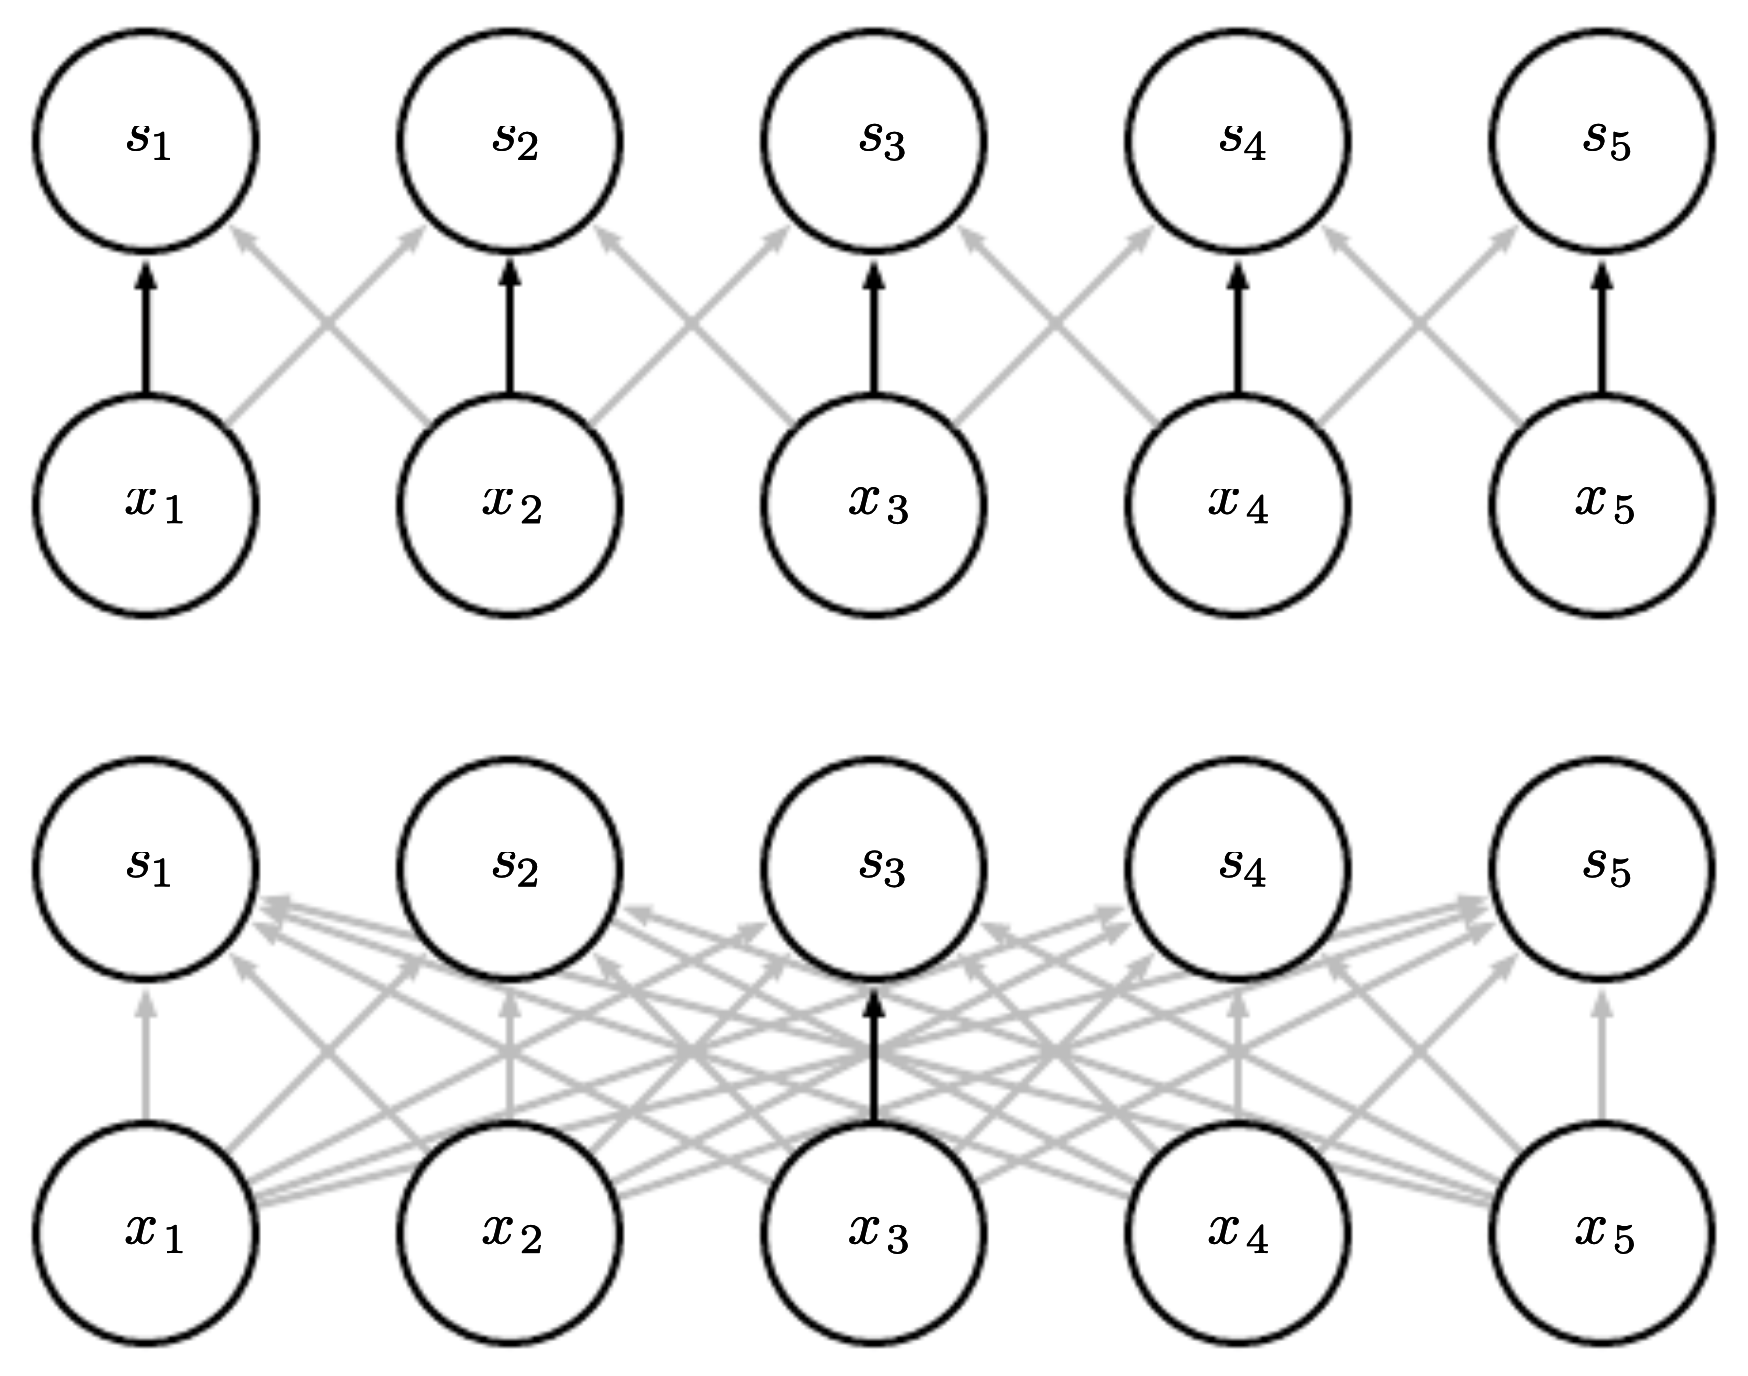 s₁ s₂ s₃ s₄ s₅
x₁ x₂ x₃ x₄ x₅
s₁ s₂ s₃ s₄ s₅
x₁ x₂ x₃ x₄ x₅